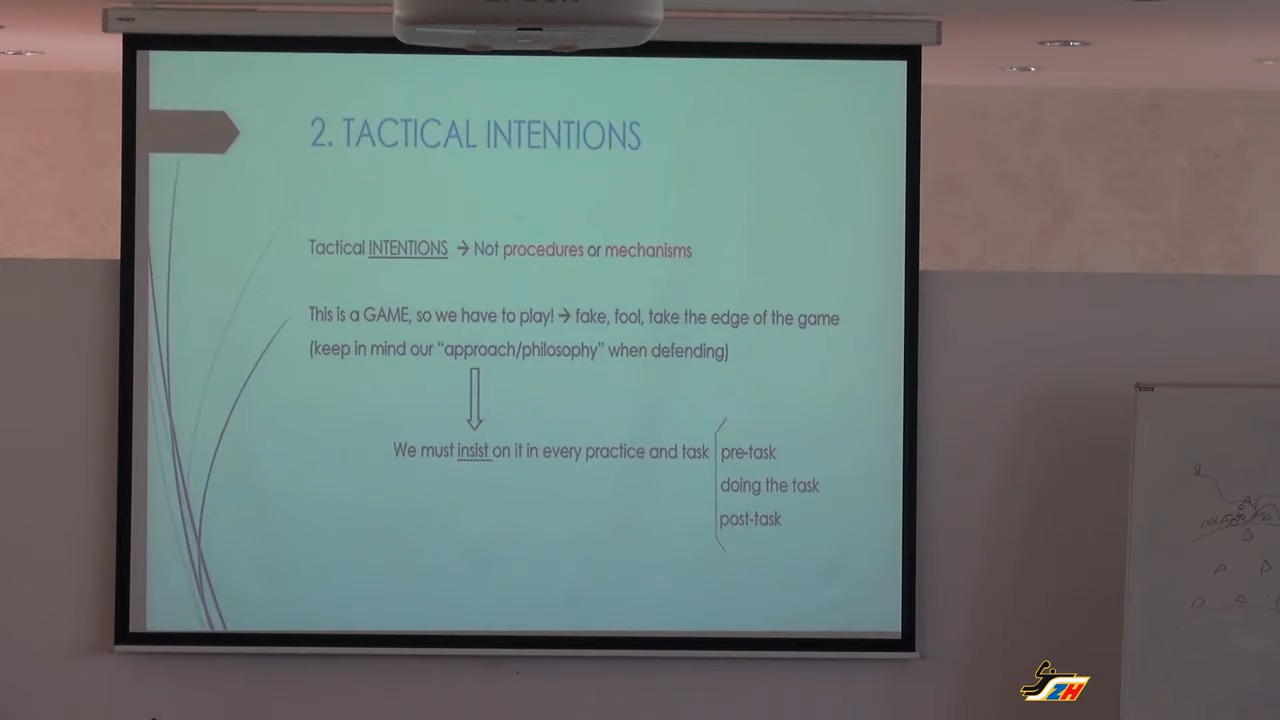 2. TACTICAL INTENTIONS
Tactical INTENTIONS → Not procedures or mechanisms
This is a GAME, so we have to play! → fake, fool, take the edge of the game
(keep in mind our “approach/philosophy” when defending)
We must insist on it in every practice and task
pre-task
doing the task
post-task
ZH